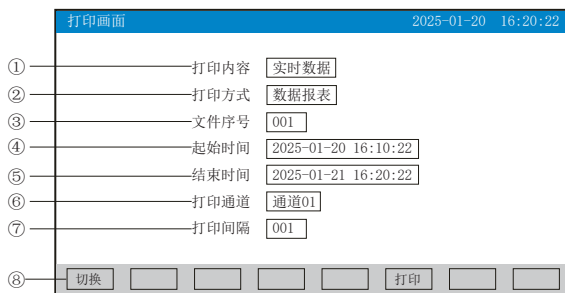 打印画面 2025-01-20 16:20:22
① 打印内容 实时数据
② 打印方式 数据报表
③ 文件序号 001
④ 起始时间 2025-01-20 16:10:22
⑤ 结束时间 2025-01-21 16:20:22
⑥ 打印通道 通道01
⑦ 打印间隔 001
⑧ 切换 打印